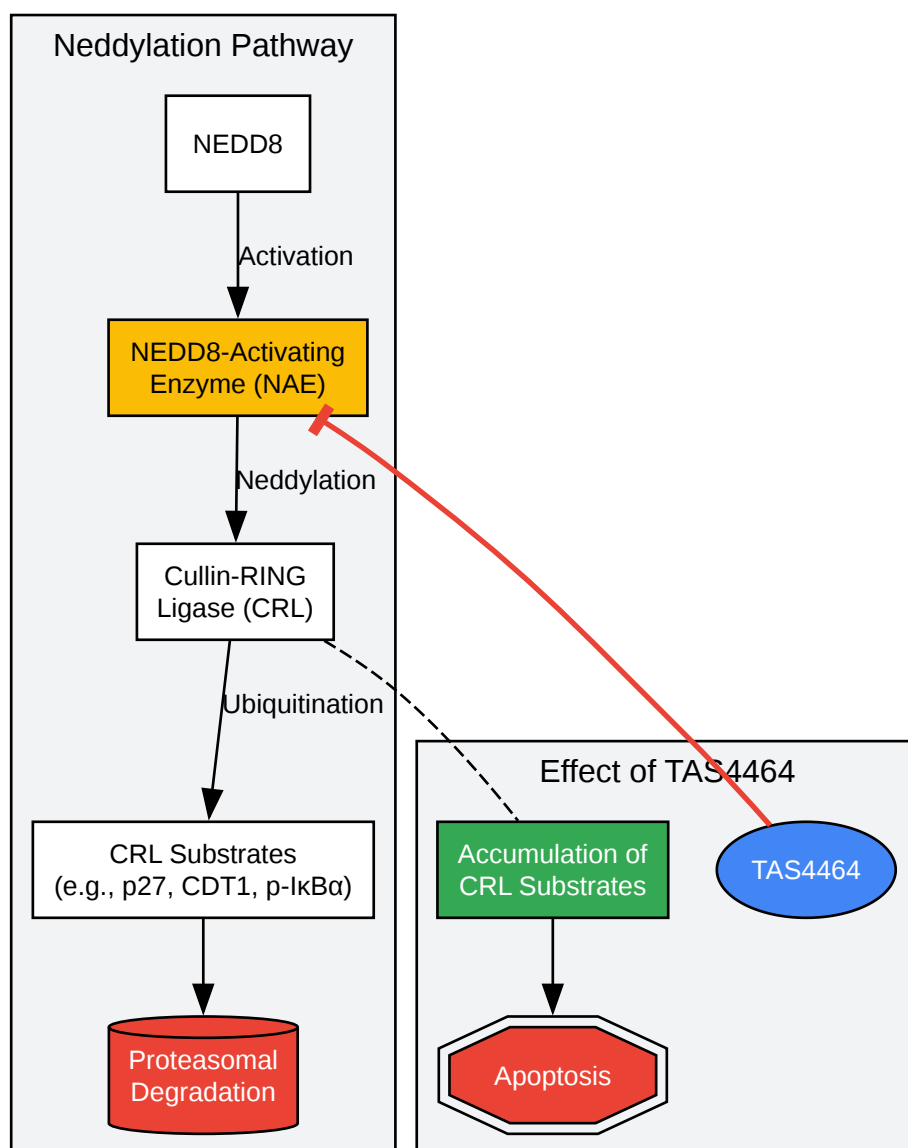 Neddylation Pathway
NEDD8
Activation
NEDD8-Activating
Enzyme (NAE)
Neddylation
Cullin-RING
Ligase (CRL)
Ubiquitination
CRL Substrates
(e.g., p27, CDT1, p-IκBα)
Proteasomal
Degradation
Effect of TAS4464
Accumulation of
CRL Substrates
TAS4464
Apoptosis